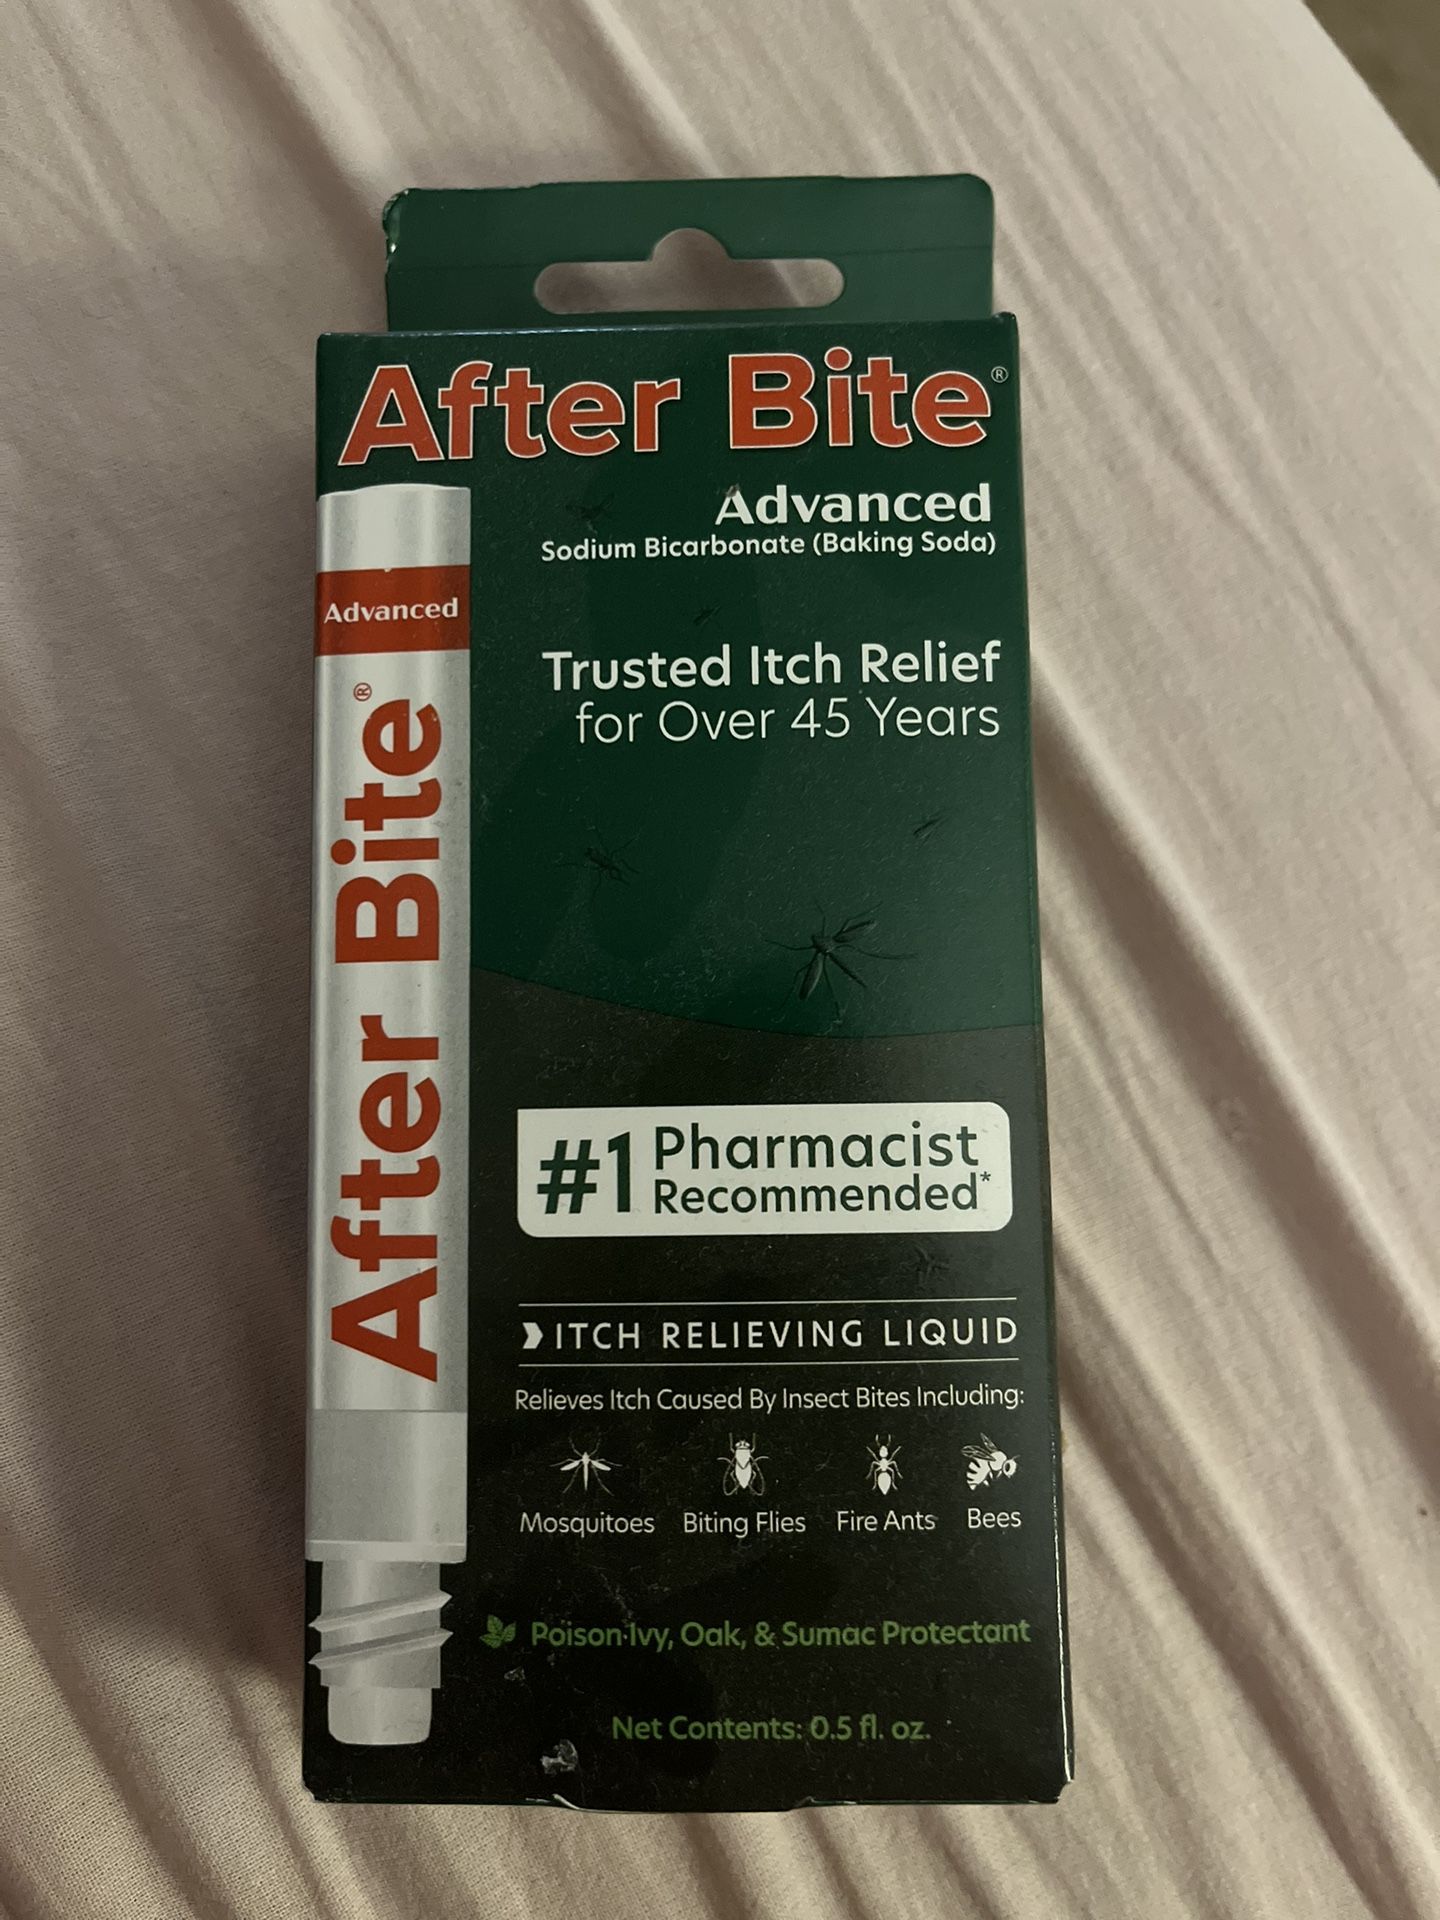 After Bite®
Advanced
Sodium Bicarbonate (Baking Soda)
Advanced
After Bite®
Trusted Itch Relief
for Over 45 Years
#1 Pharmacist
Recommended*
ITCH RELIEVING LIQUID
Relieves Itch Caused By Insect Bites Including:
Mosquitoes Biting Flies Fire Ants Bees
Poison Ivy, Oak, & Sumac Protectant
Net Contents: 0.5 fl. oz.